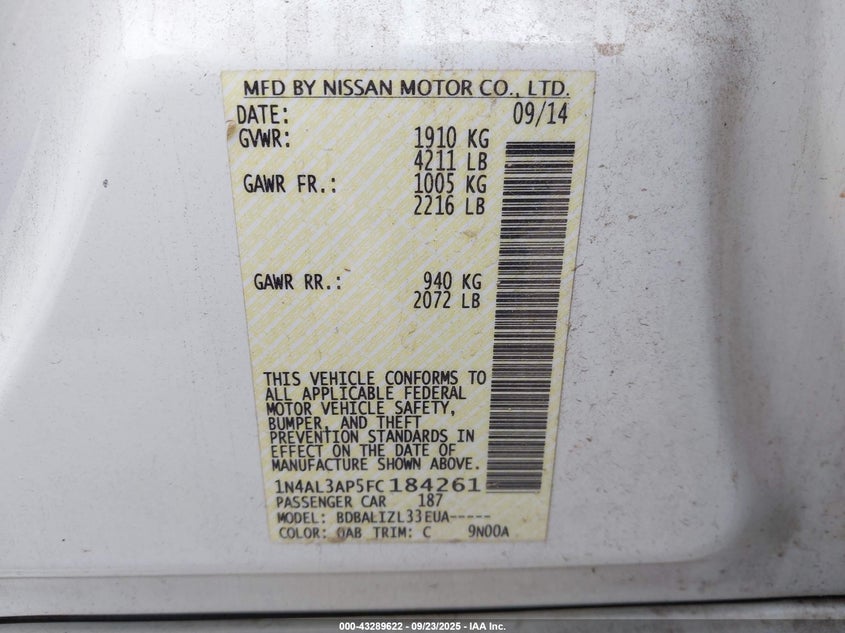 MFD BY NISSAN MOTOR CO., LTD.
DATE: 09/14
GVWR: 1910 KG
4211 LB
GAWR FR.: 1005 KG
2216 LB
GAWR RR.: 940 KG
2072 LB
THIS VEHICLE CONFORMS TO
ALL APPLICABLE FEDERAL
MOTOR VEHICLE SAFETY,
BUMPER, AND THEFT
PREVENTION STANDARDS IN
EFFECT ON THE DATE OF
MANUFACTURE SHOWN ABOVE.
1N4AL3AP5FC184261
PASSENGER CAR 187
MODEL: BDBALIZL33EUA-----
COLOR: QAB TRIM: C 9N00A
000-43289622 - 09/23/2025 - IAA Inc.